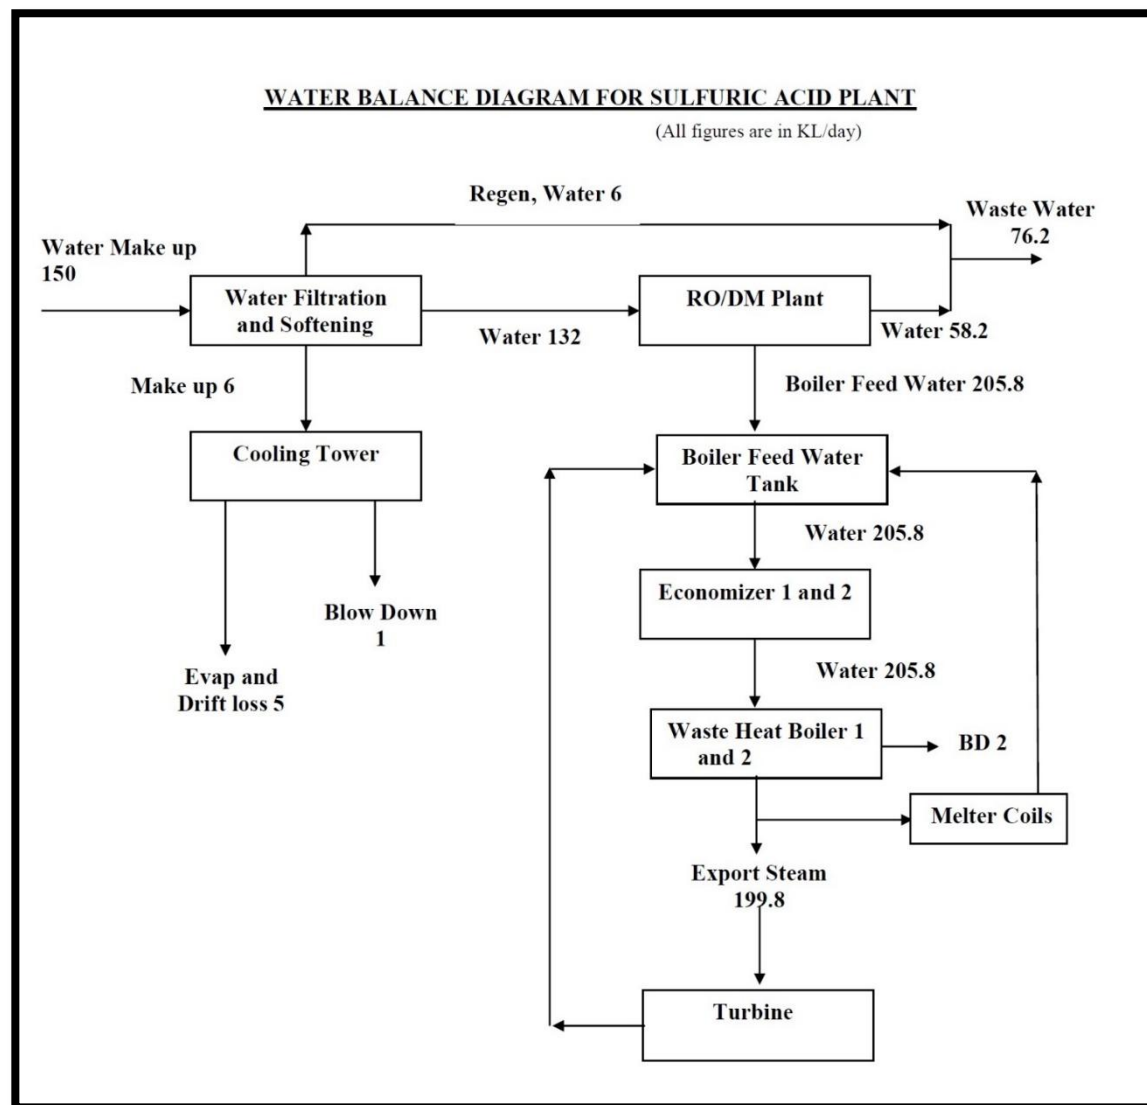 WATER BALANCE DIAGRAM FOR SULFURIC ACID PLANT
(All figures are in KL/day)
Regen, Water 6
Waste Water
76.2
Water Make up
150
Water Filtration
and Softening
RO/DM Plant
Water 132
Water 58.2
Make up 6
Boiler Feed Water 205.8
Cooling Tower
Boiler Feed Water
Tank
Water 205.8
Economizer 1 and 2
Blow Down
1
Evap and
Drift loss 5
Water 205.8
Waste Heat Boiler 1
and 2
BD 2
Melter Coils
Export Steam
199.8
Turbine